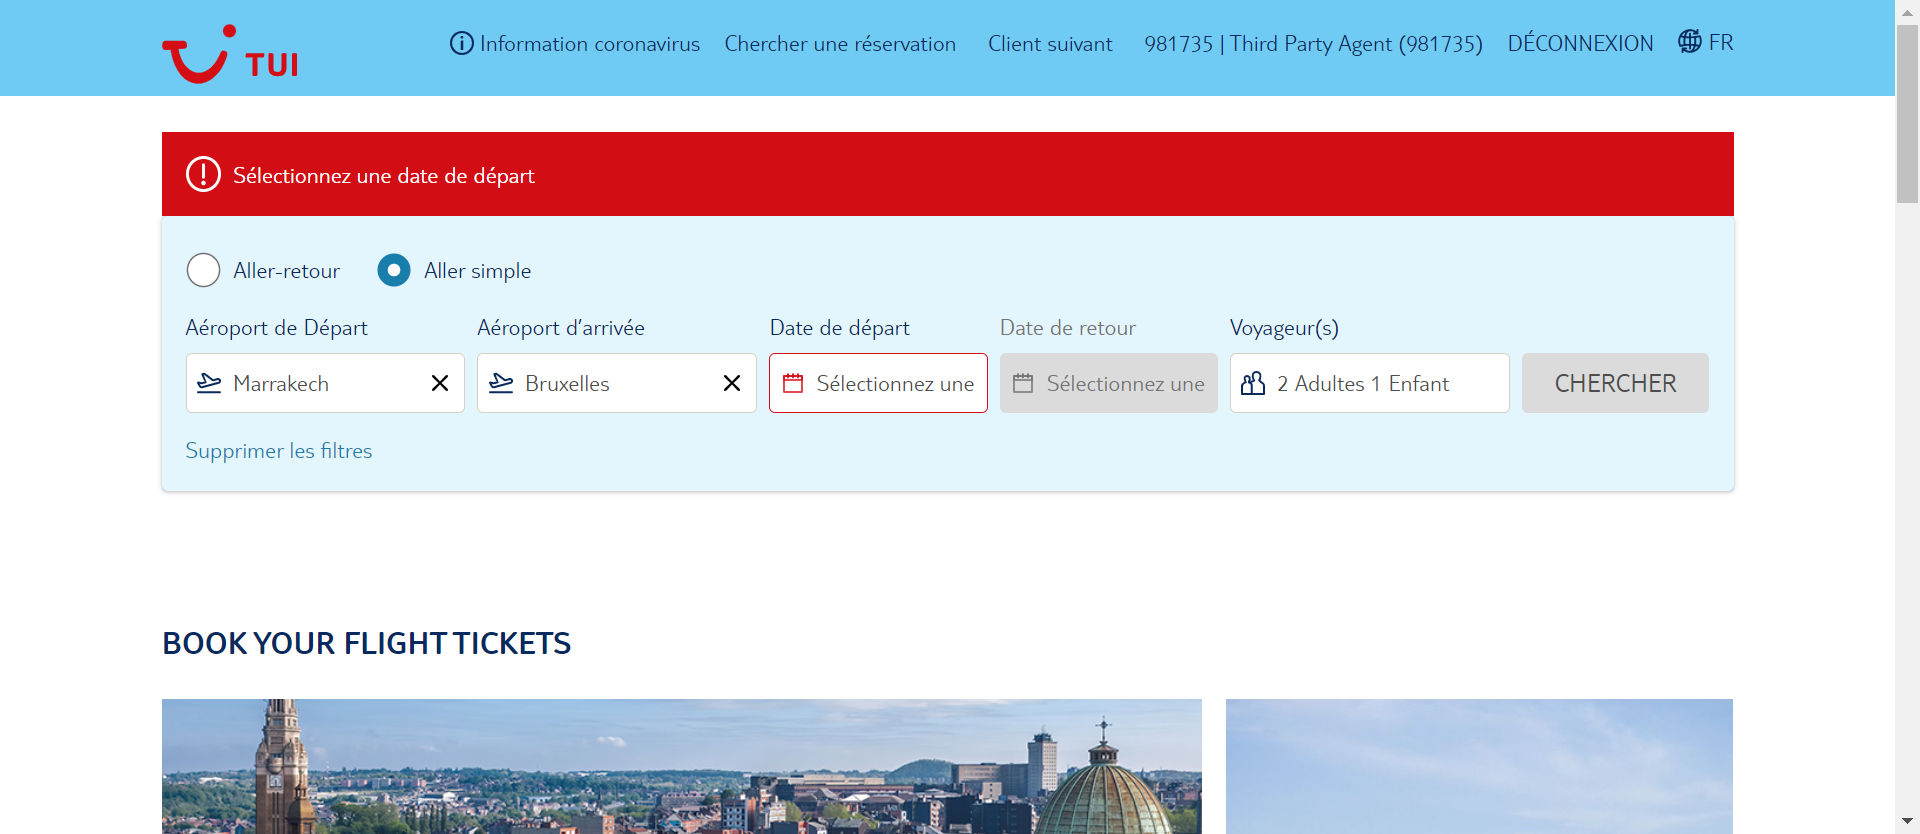 TUI
Information coronavirus Chercher une réservation Client suivant 981735 | Third Party Agent (981735) DÉCONNEXION FR
Sélectionnez une date de départ
Aller-retour Aller simple
Aéroport de Départ Aéroport d'arrivée Date de départ Date de retour Voyageur(s)
Marrakech Bruxelles Sélectionnez une Sélectionnez une 2 Adultes 1 Enfant CHERCHER
Supprimer les filtres
BOOK YOUR FLIGHT TICKETS